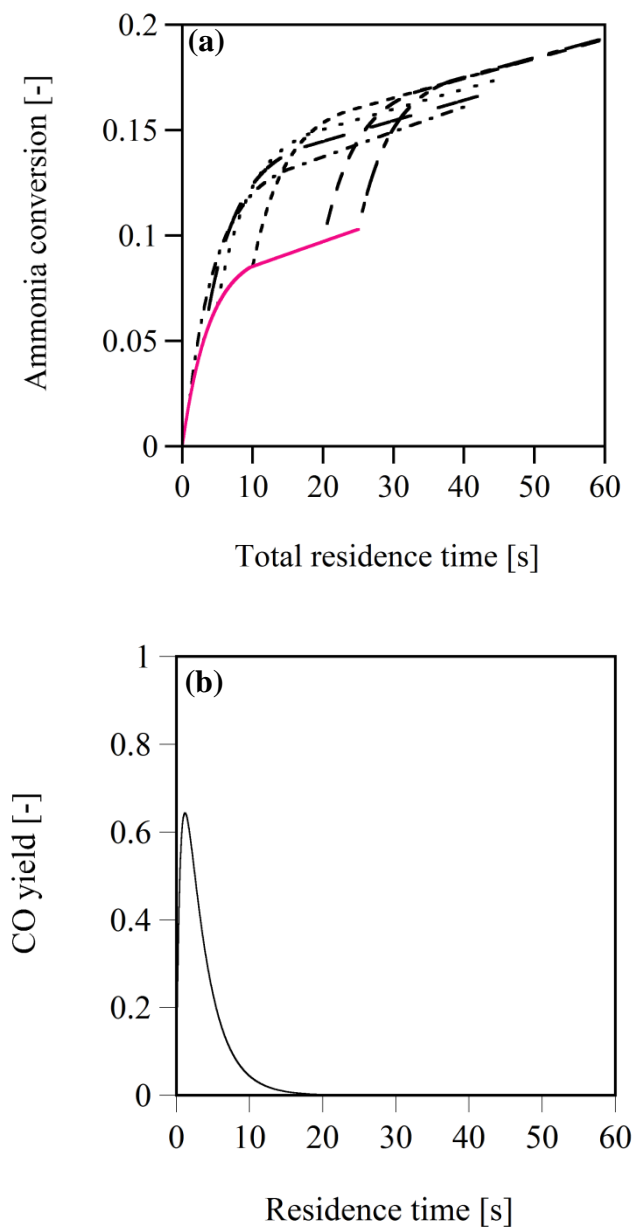 (a)
0.2
0.15
0.1
0.05
0
0 10 20 30 40 50 60
Ammonia conversion [-]
Total residence time [s]
(b)
1
0.8
0.6
0.4
0.2
0
0 10 20 30 40 50 60
CO yield [-]
Residence time [s]